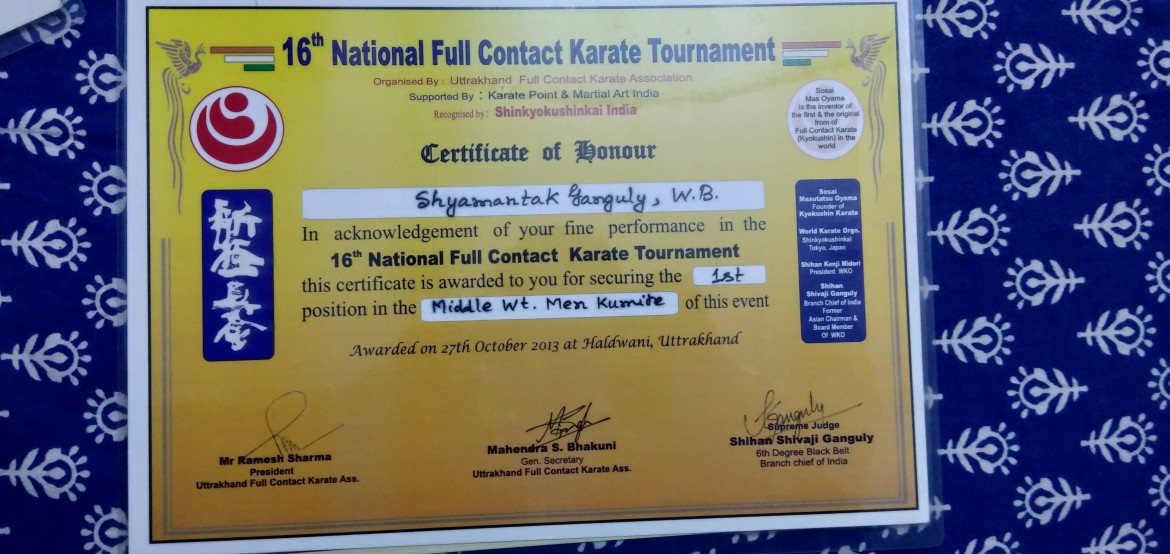 16th National Full Contact Karate Tournament
Organised By : Uttrakhand Full Contact Karate Association
Supported By : Karate Point & Martial Art India
Recognised by : Shinkyokushinkai India
Sosai
Mas Oyama
is the inventor of
the first & the original
from of
Full Contact Karate
(Kyokushin) in the
world
Certificate of Honour
Shyamantak Ganguly, W.B.
In acknowledgement of your fine performance in the
16th National Full Contact Karate Tournament
this certificate is awarded to you for securing the 1st
position in the Middle Wt. Men Kumite of this event
Awarded on 27th October 2013 at Haldwani, Uttrakhand
新極真会
Sosai
Masutatsu Oyama
Founder of
Kyokushin Karate
World Karate Orgn.
Shinkyokushinkai
Tokyo, Japan
Shihan Kenji Midori
President WKO
Shihan
Shivaji Ganguly
Branch Chief of India
Former
Asian Chairman &
Board Member
Of WKO
Mr Ramesh Sharma
President
Uttrakhand Full Contact Karate Ass.
Mahendra S. Bhakuni
Gen. Secretary
Uttrakhand Full Contact Karate Ass.
Sganguly
Supreme Judge
Shihan Shivaji Ganguly
6th Degree Black Belt
Branch chief of India